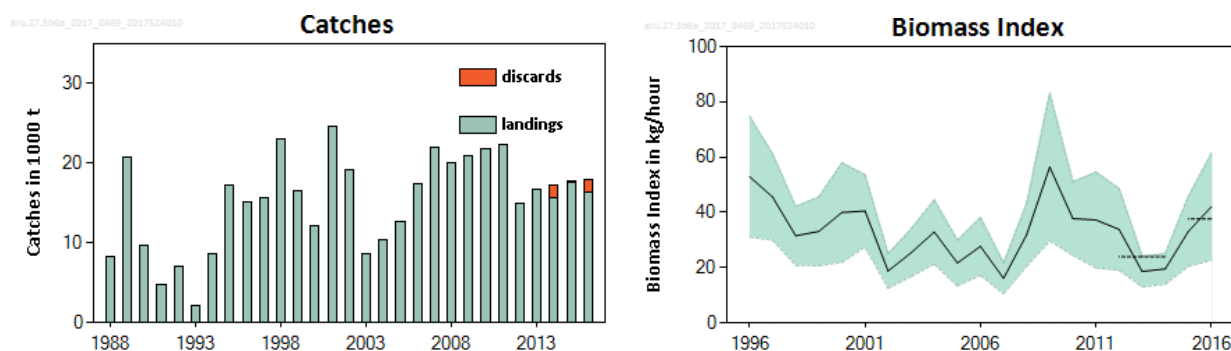 aru.27.5b6a_2017_8469_2017524010
Catches
Catches in 1000 t
30
20
10
0
discards
landings
1988
1993
1998
2003
2008
2013
aru.27.5b6a_2017_8469_2017524010
Biomass Index
Biomass Index in kg/hour
100
80
60
40
20
0
1996
2001
2006
2011
2016